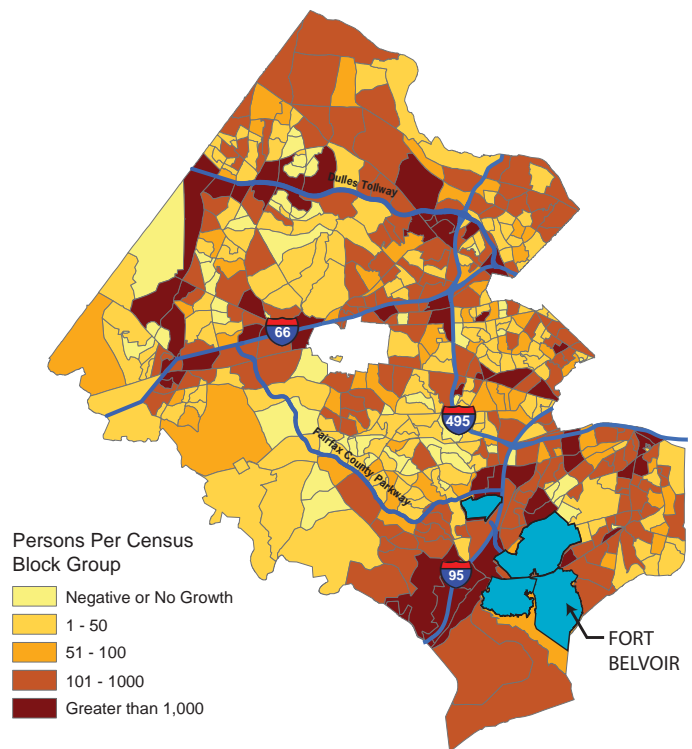 Dulles Tollway
66
495
Fairfax County Parkway
95
Persons Per Census
Block Group
Negative or No Growth
1 - 50
51 - 100
101 - 1000
Greater than 1,000
FORT
BELVOIR